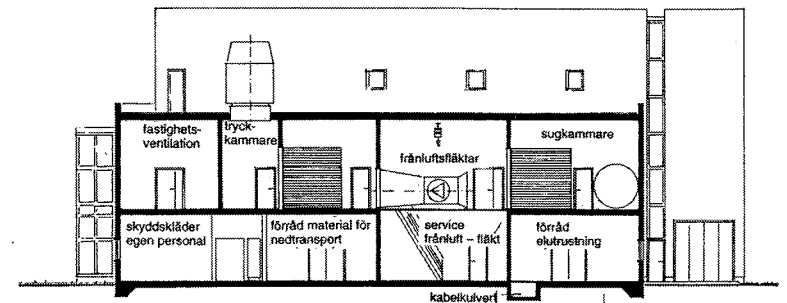 fastighets-
ventilation
tryck-
kammare
frånluftsfläktar
sugkammare
skyddskläder
egen personal
förråd material för
nedtransport
service
frånluft – fläkt
förråd
elutrustning
kabelkulvert